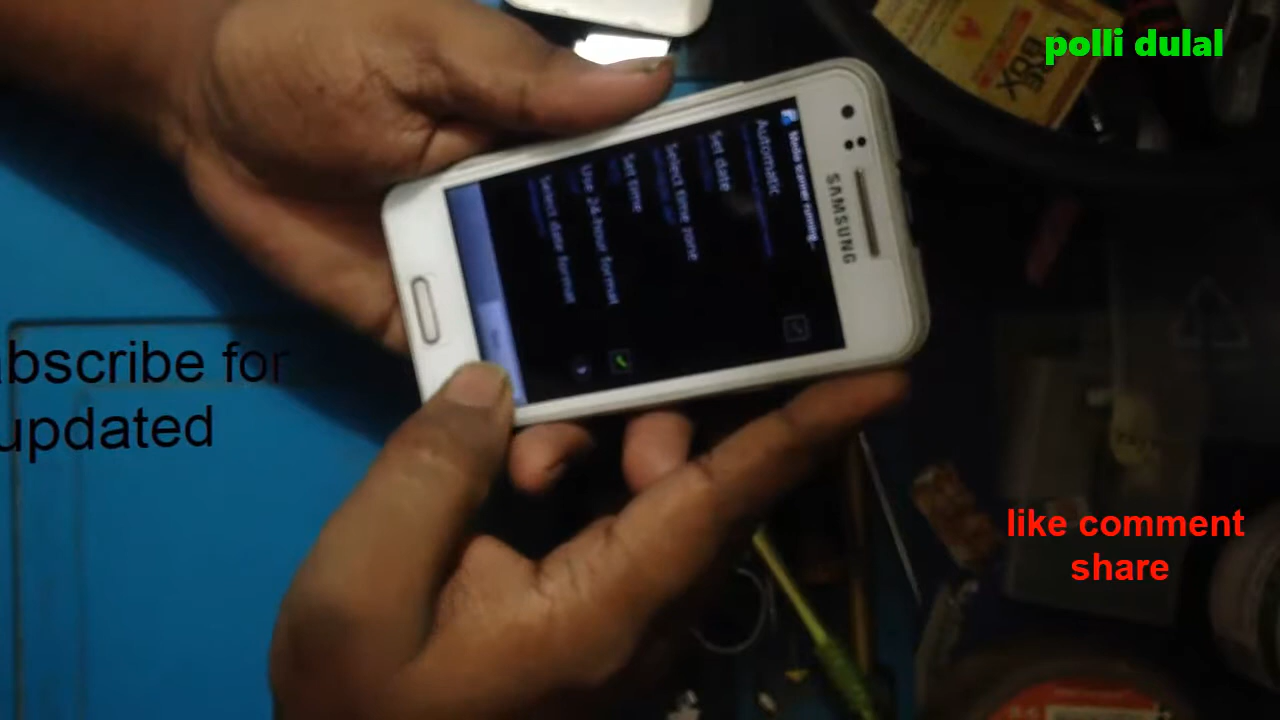 polli dulal
SAMSUNG
Media scanner running...
Automatic
Set date
Select time zone
Set time
Use 24-hour format
Select date format
bscribe for
updated
like comment
share